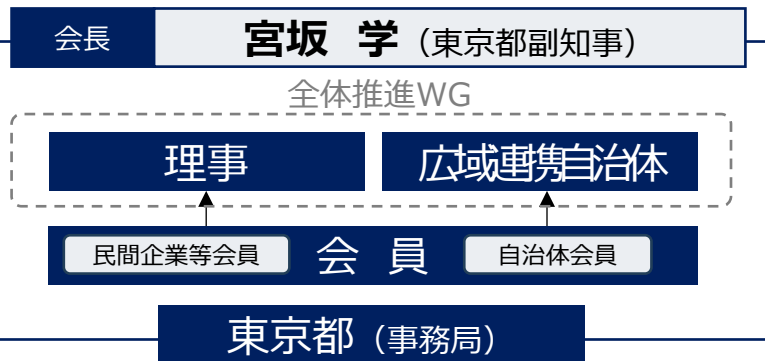 会長 宮坂 学（東京都副知事）
全体推進WG
理事 広域連携自治体
民間企業等会員 会員 自治体会員
東京都（事務局）